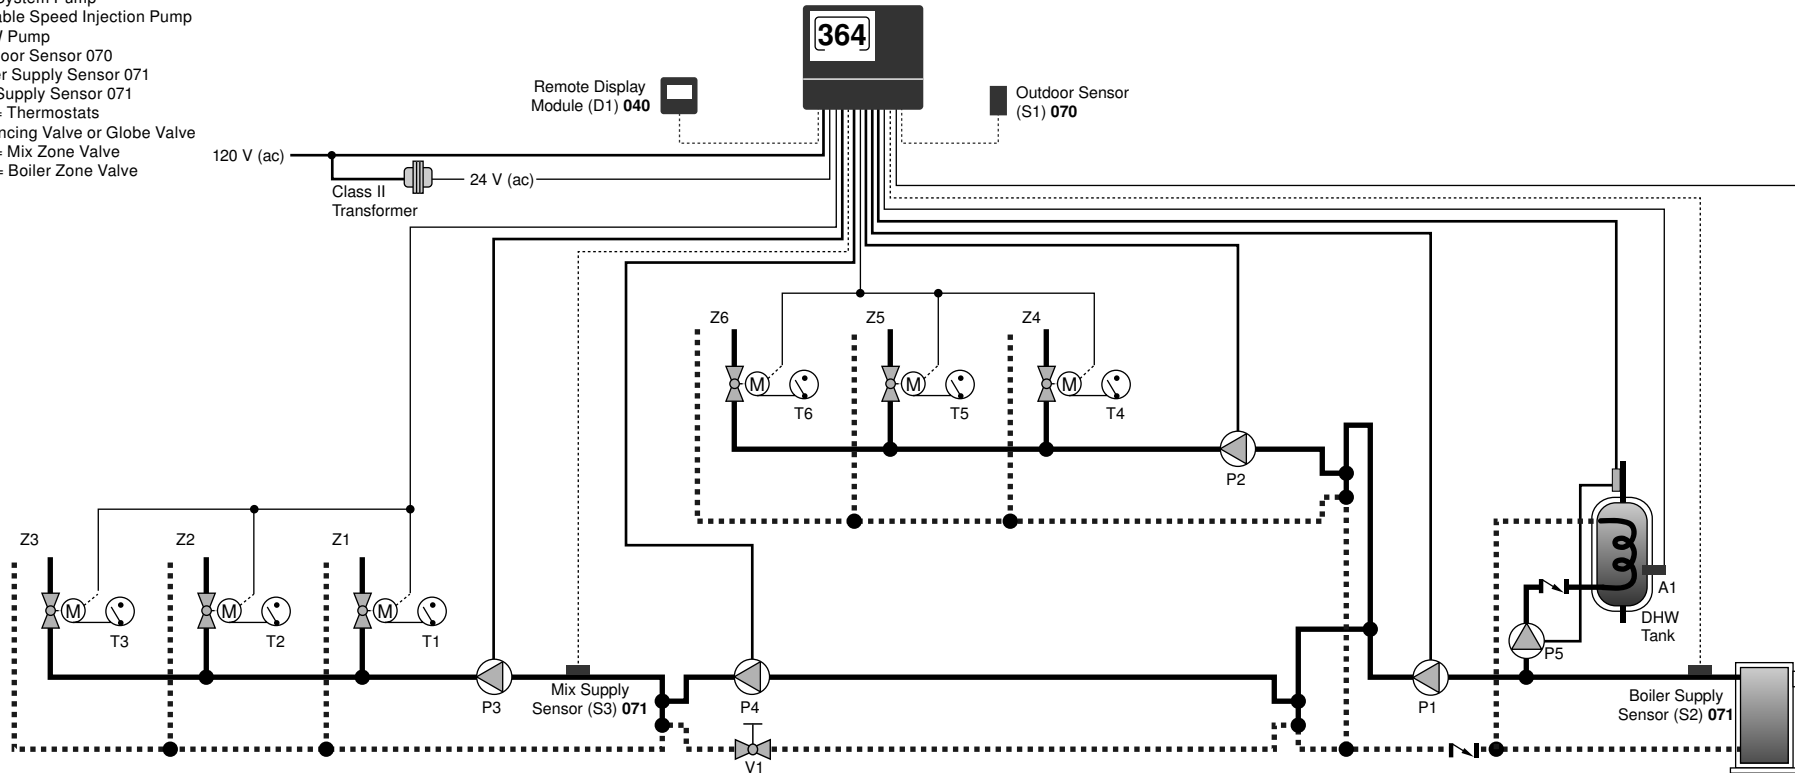 able Speed Injection Pump
Pump
oor Sensor 070
r Supply Sensor 071
Supply Sensor 071
= Thermostats
ncing Valve or Globe Valve
= Mix Zone Valve
= Boiler Zone Valve
364
Remote Display
Module (D1) 040
Outdoor Sensor
(S1) 070
120 V (ac)
24 V (ac)
Class II
Transformer
Z6
Z5
Z4
M
M
M
T6
T5
T4
P2
Z3
Z2
Z1
M
M
M
T3
T2
T1
A1
DHW
Tank
P5
P3
Mix Supply
Sensor (S3) 071
P4
P1
Boiler Supply
Sensor (S2) 071
V1